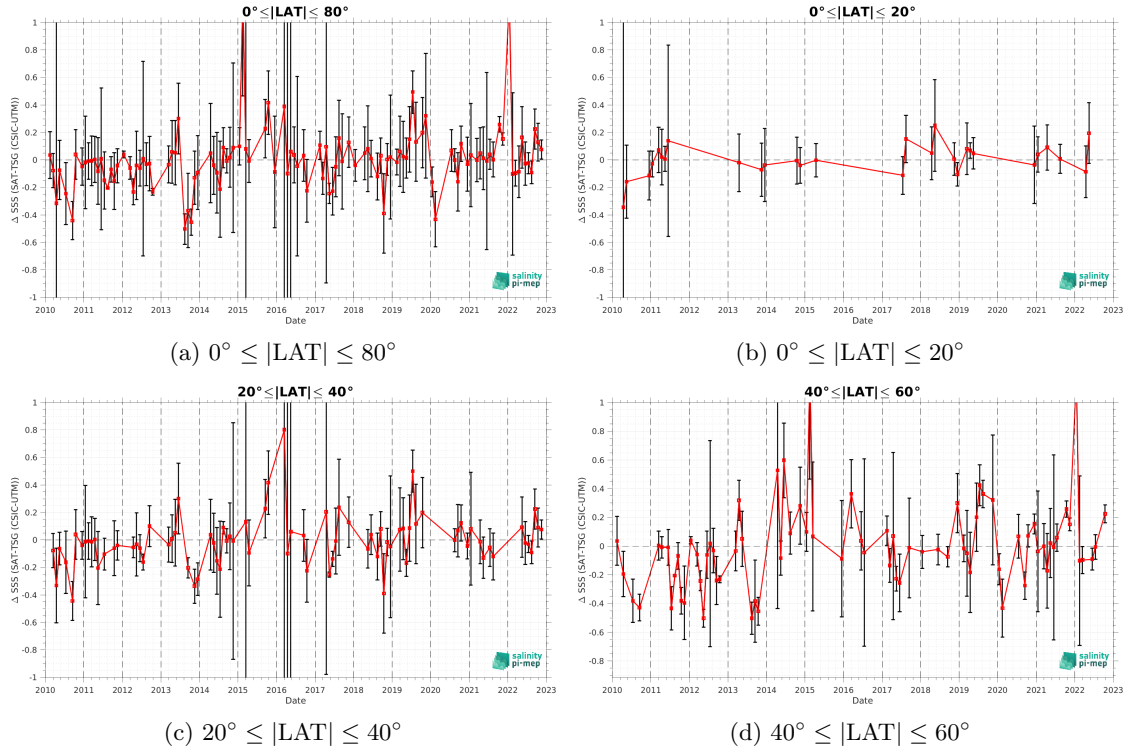 0°≤|LAT|≤ 80°
Δ SSS (SAT-TSG (CSIC-UTM))
1
0.8
0.6
0.4
0.2
0
-0.2
-0.4
-0.6
-0.8
-1
2010 2011 2012 2013 2014 2015 2016 2017 2018 2019 2020 2021 2022 2023
Date
salinity
pi-mep
(a) 0° ≤ |LAT| ≤ 80°
0°≤|LAT|≤ 20°
Δ SSS (SAT-TSG (CSIC-UTM))
1
0.8
0.6
0.4
0.2
0
-0.2
-0.4
-0.6
-0.8
-1
2010 2011 2012 2013 2014 2015 2016 2017 2018 2019 2020 2021 2022 2023
Date
salinity
pi-mep
(b) 0° ≤ |LAT| ≤ 20°
20°≤|LAT|≤ 40°
Δ SSS (SAT-TSG (CSIC-UTM))
1
0.8
0.6
0.4
0.2
0
-0.2
-0.4
-0.6
-0.8
-1
2010 2011 2012 2013 2014 2015 2016 2017 2018 2019 2020 2021 2022 2023
Date
salinity
pi-mep
(c) 20° ≤ |LAT| ≤ 40°
40°≤|LAT|≤ 60°
Δ SSS (SAT-TSG (CSIC-UTM))
1
0.8
0.6
0.4
0.2
0
-0.2
-0.4
-0.6
-0.8
2010 2011 2012 2013 2014 2015 2016 2017 2018 2019 2020 2021 2022 2023
Date
salinity
pi-mep
(d) 40° ≤ |LAT| ≤ 60°